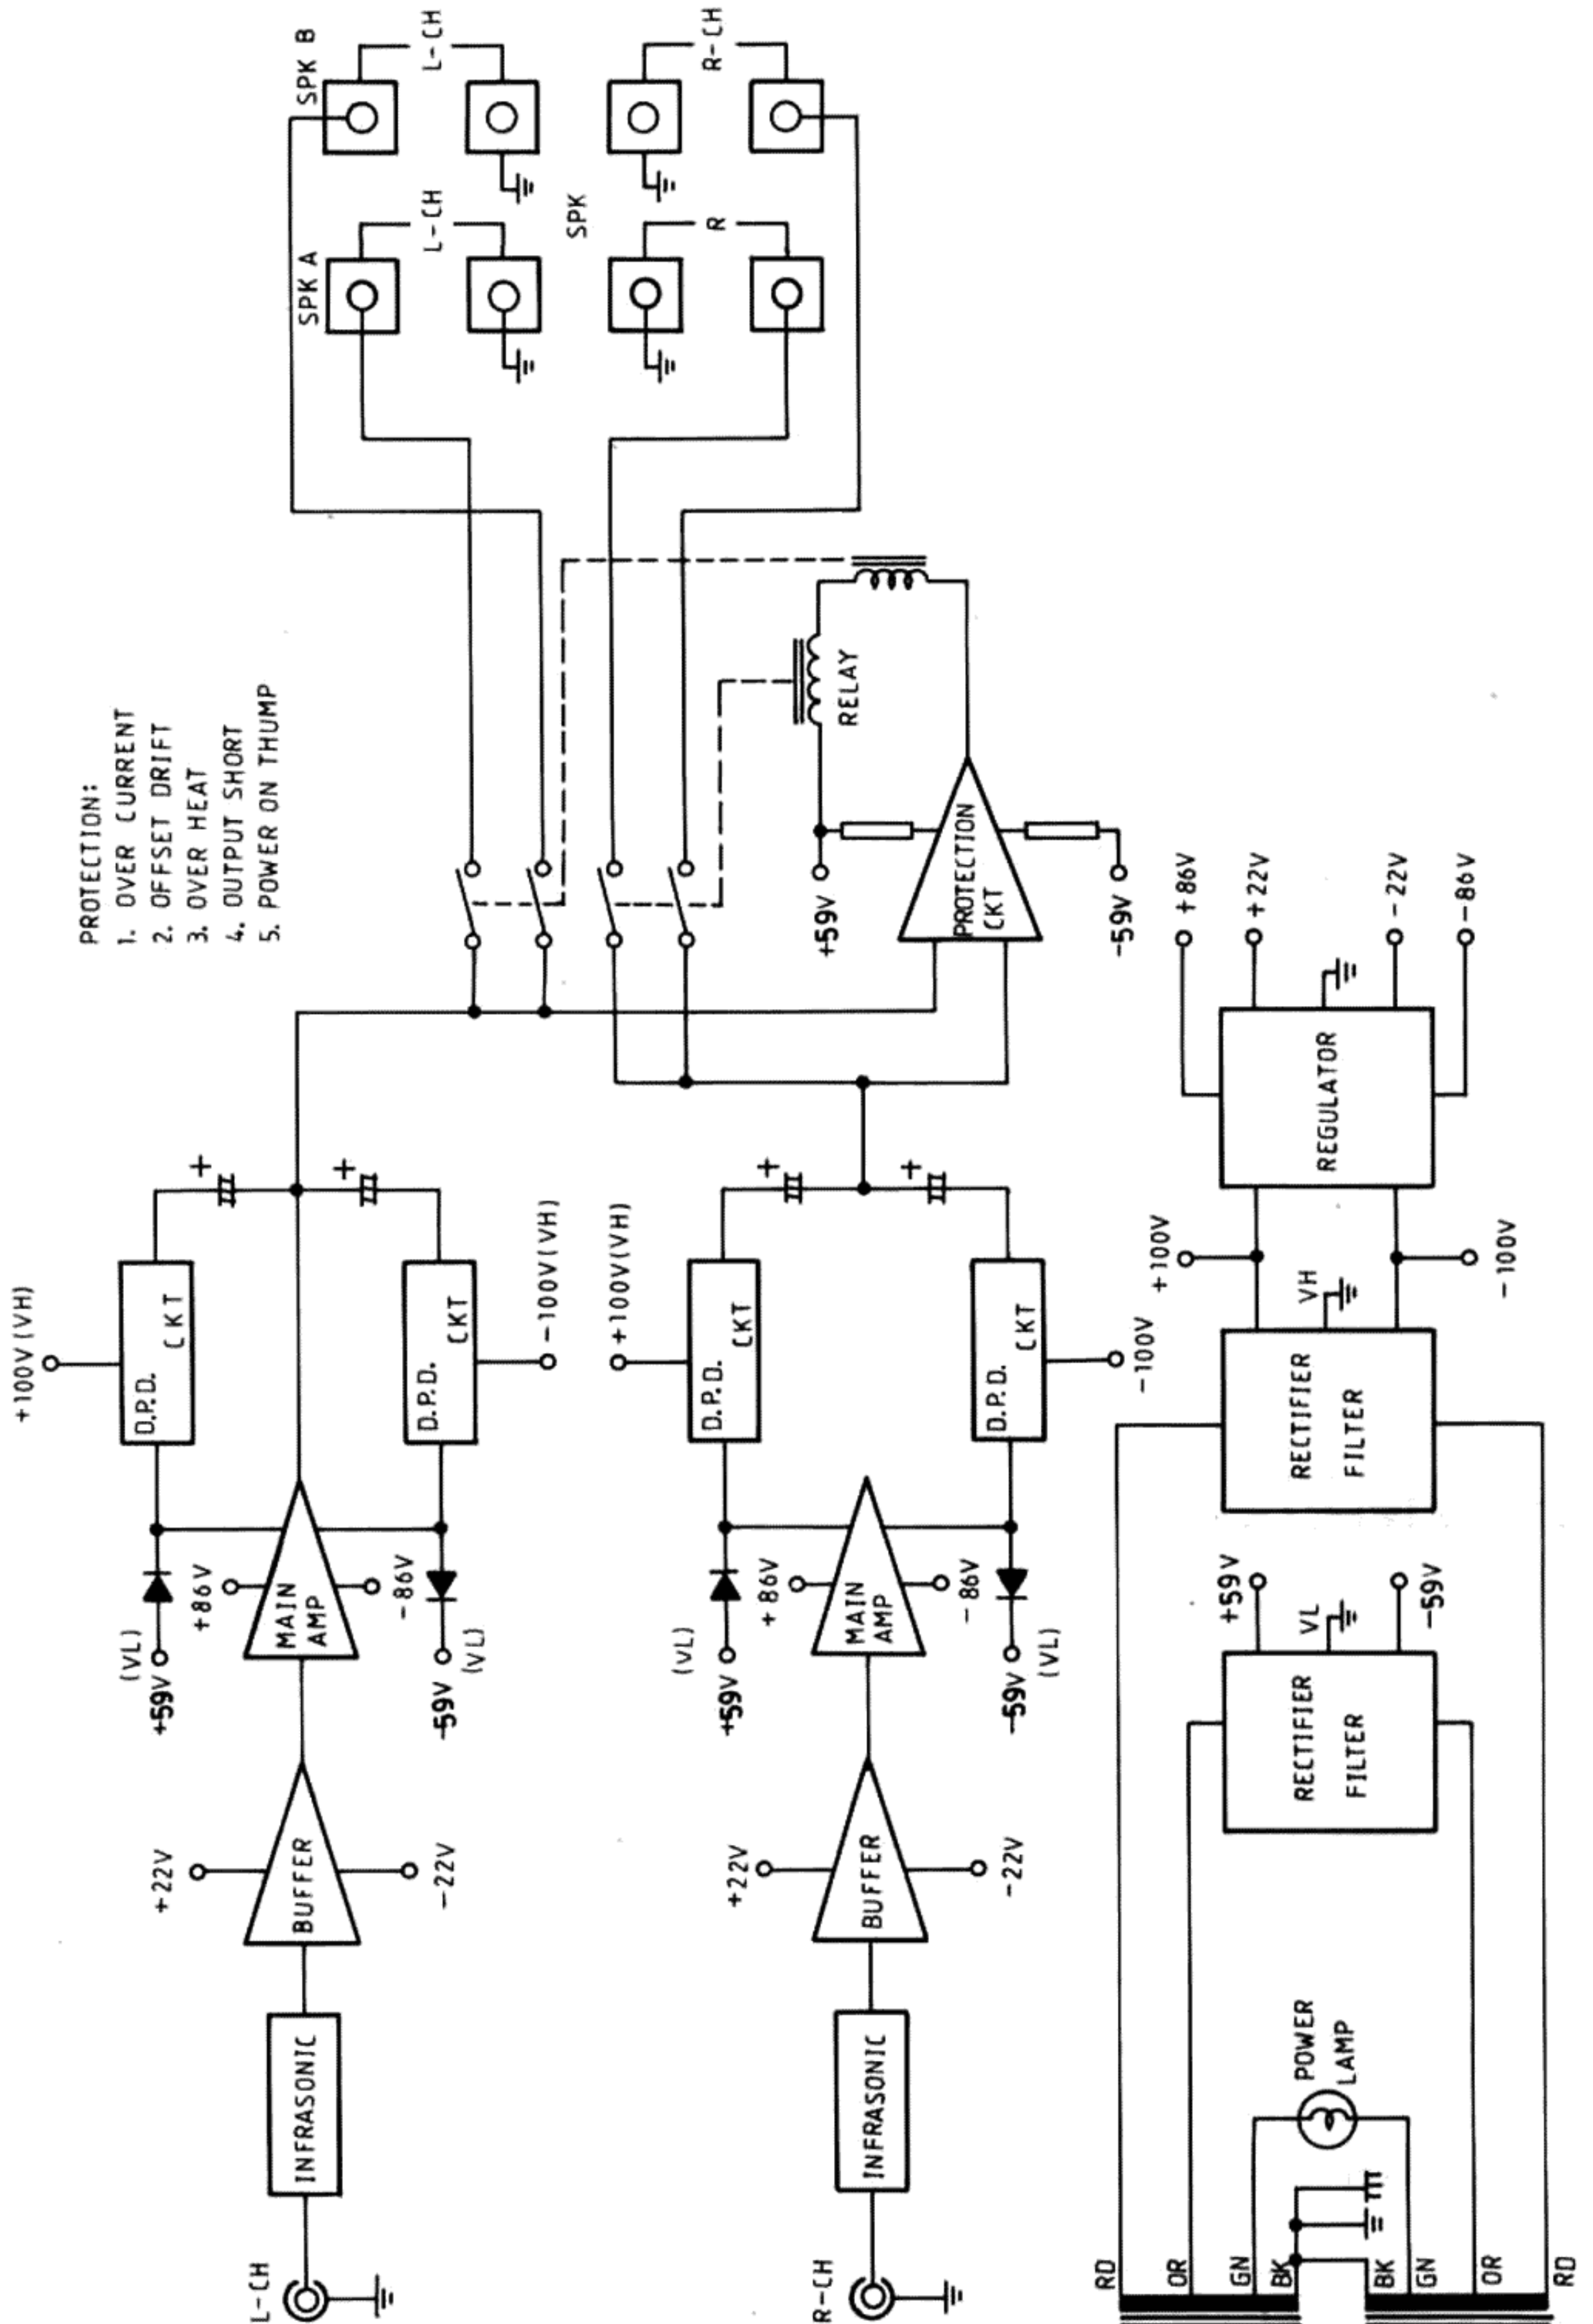 PROTECTION:
1. OVER CURRENT
2. OFFSET DRIFT
3. OVER HEAT
4. OUTPUT SHORT
5. POWER ON THUMP
L-CH
INFRASONIC
+22V
BUFFER
-22V
(VL)
+59V
+86V
MAIN
AMP
-86V
-59V
(VL)
+100V(VH)
D.P.D.
CKT
D.P.D.
CKT
-100V(VH)
SPK A
L-CH
SPK B
L-CH
SPK
R
R-CH
R-CH
INFRASONIC
+22V
BUFFER
-22V
(VL)
+59V
+86V
MAIN
AMP
-86V
-59V
(VL)
+100V(VH)
D.P.D.
CKT
D.P.D.
CKT
-100V
RELAY
+59V
PROTECTION
CKT
-59V
RD
OR
GN
BK
BK
GN
OR
RD
POWER
LAMP
RECTIFIER
FILTER
+59V
VL
-59V
RECTIFIER
FILTER
+100V
VH
-100V
REGULATOR
+86V
+22V
-22V
-86V